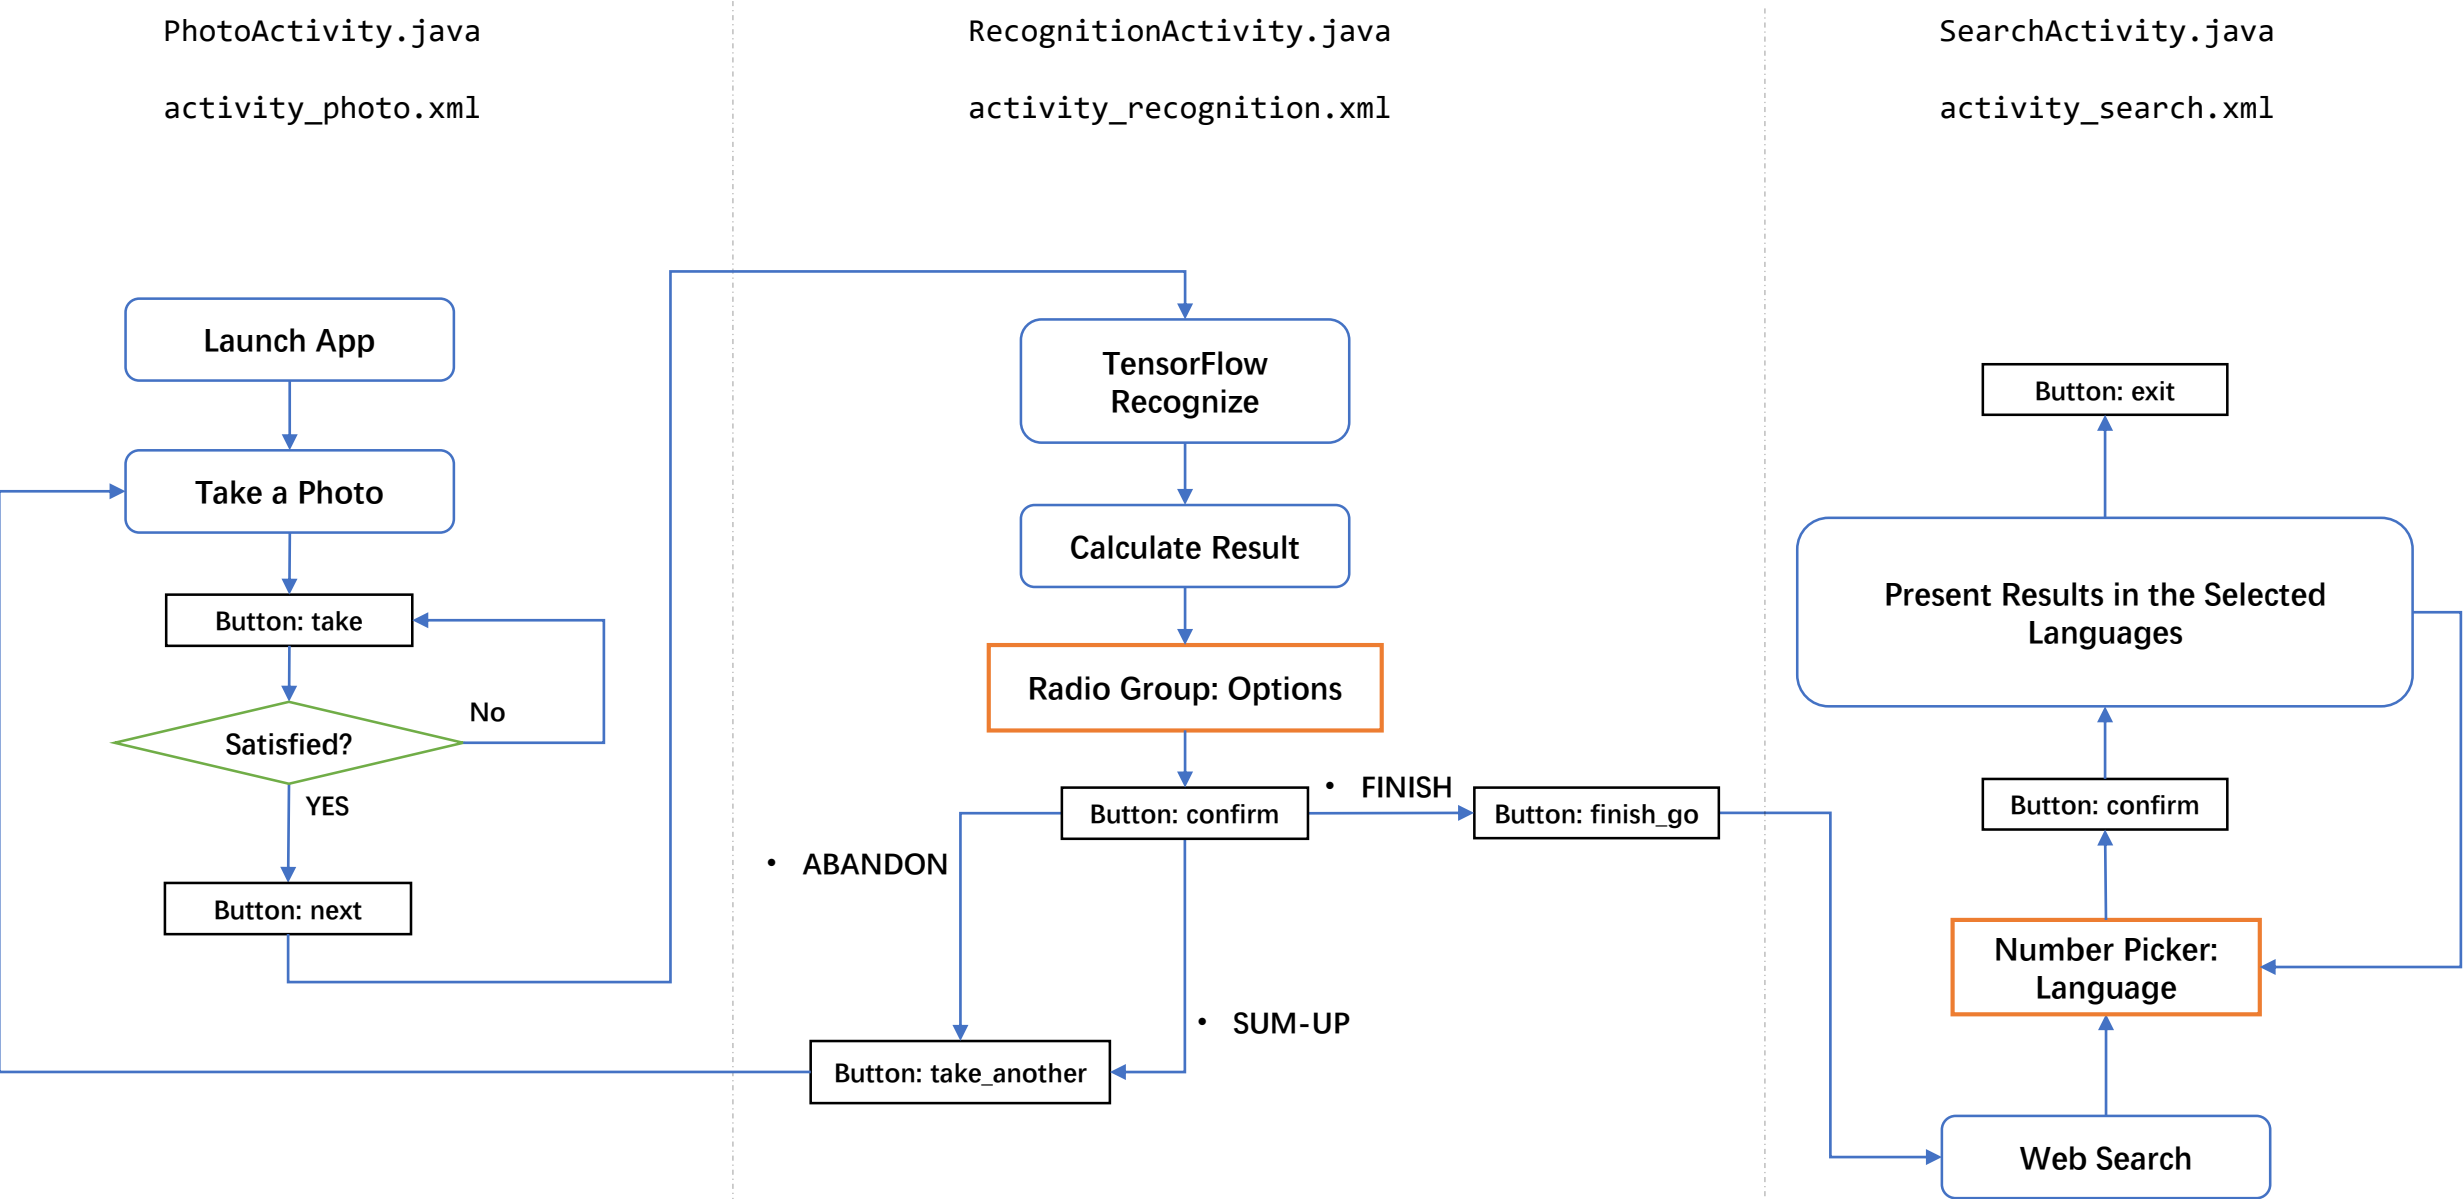 PhotoActivity.java
activity_photo.xml
RecognitionActivity.java
activity_recognition.xml
SearchActivity.java
activity_search.xml
Launch App
Take a Photo
Button: take
No
Satisfied?
YES
Button: next
TensorFlow
Recognize
Calculate Result
Radio Group: Options
Button: confirm
• FINISH
Button: finish_go
• ABANDON
• SUM-UP
Button: take_another
Button: exit
Present Results in the Selected
Languages
Button: confirm
Number Picker:
Language
Web Search